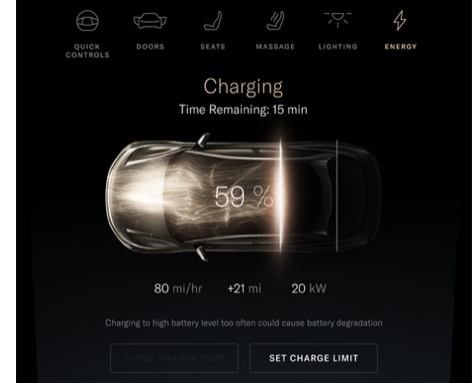 QUICK CONTROLS
DOORS
SEATS
MASSAGE
LIGHTING
ENERGY
Charging
Time Remaining: 15 min
59 %
80 mi/hr +21 mi 20 kW
Charging to high battery level too often could cause battery degradation
CLOSE CHARGE PORT SET CHARGE LIMIT